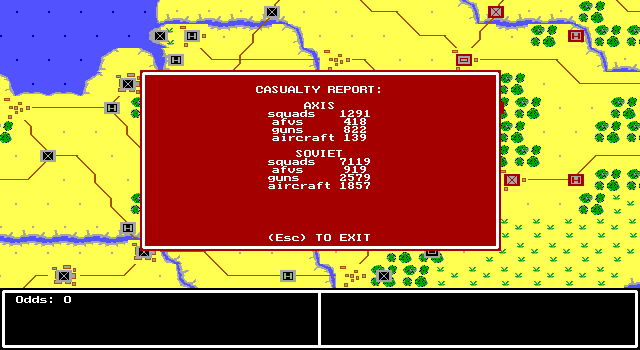 CASUALTY REPORT:
AXIS
squads 1291
afvs 418
guns 822
aircraft 139
SOVIET
squads 7119
afvs 919
guns 2579
aircraft 1857
(Esc) TO EXIT
Odds: 0